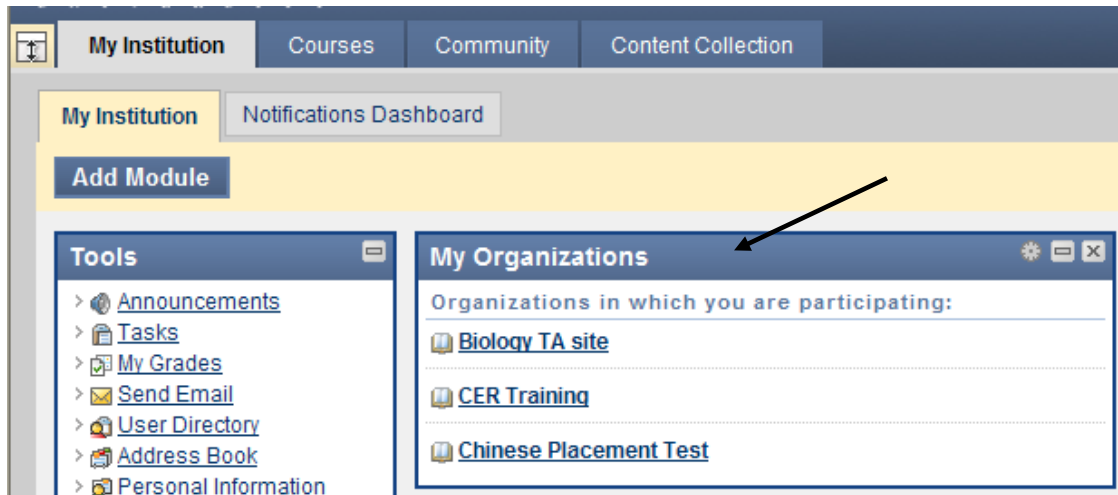 My Institution
Courses
Community
Content Collection
My Institution
Notifications Dashboard
Add Module
Tools
Announcements
Tasks
My Grades
Send Email
User Directory
Address Book
Personal Information
My Organizations
Organizations in which you are participating:
Biology TA site
CER Training
Chinese Placement Test